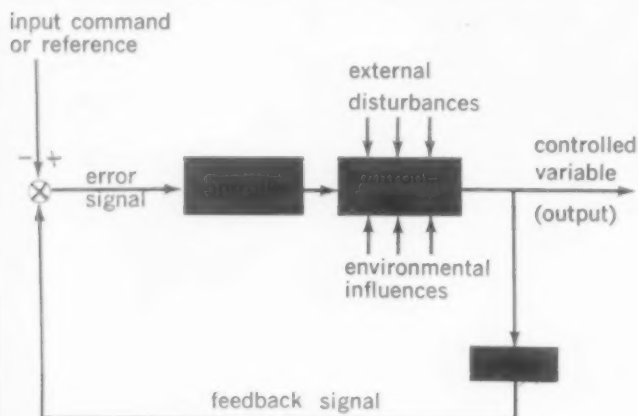 input command
or reference
external
disturbances
controlled
variable
- +
error
signal
(output)
environmental
influences
feedback signal